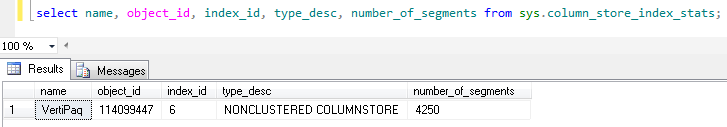 select name, object_id, index_id, type_desc, number_of_segments from sys.column_store_index_stats;
100 %
Results Messages
name object_id index_id type_desc number_of_segments
1 VertiPaq 114099447 6 NONCLUSTERED COLUMNSTORE 4250